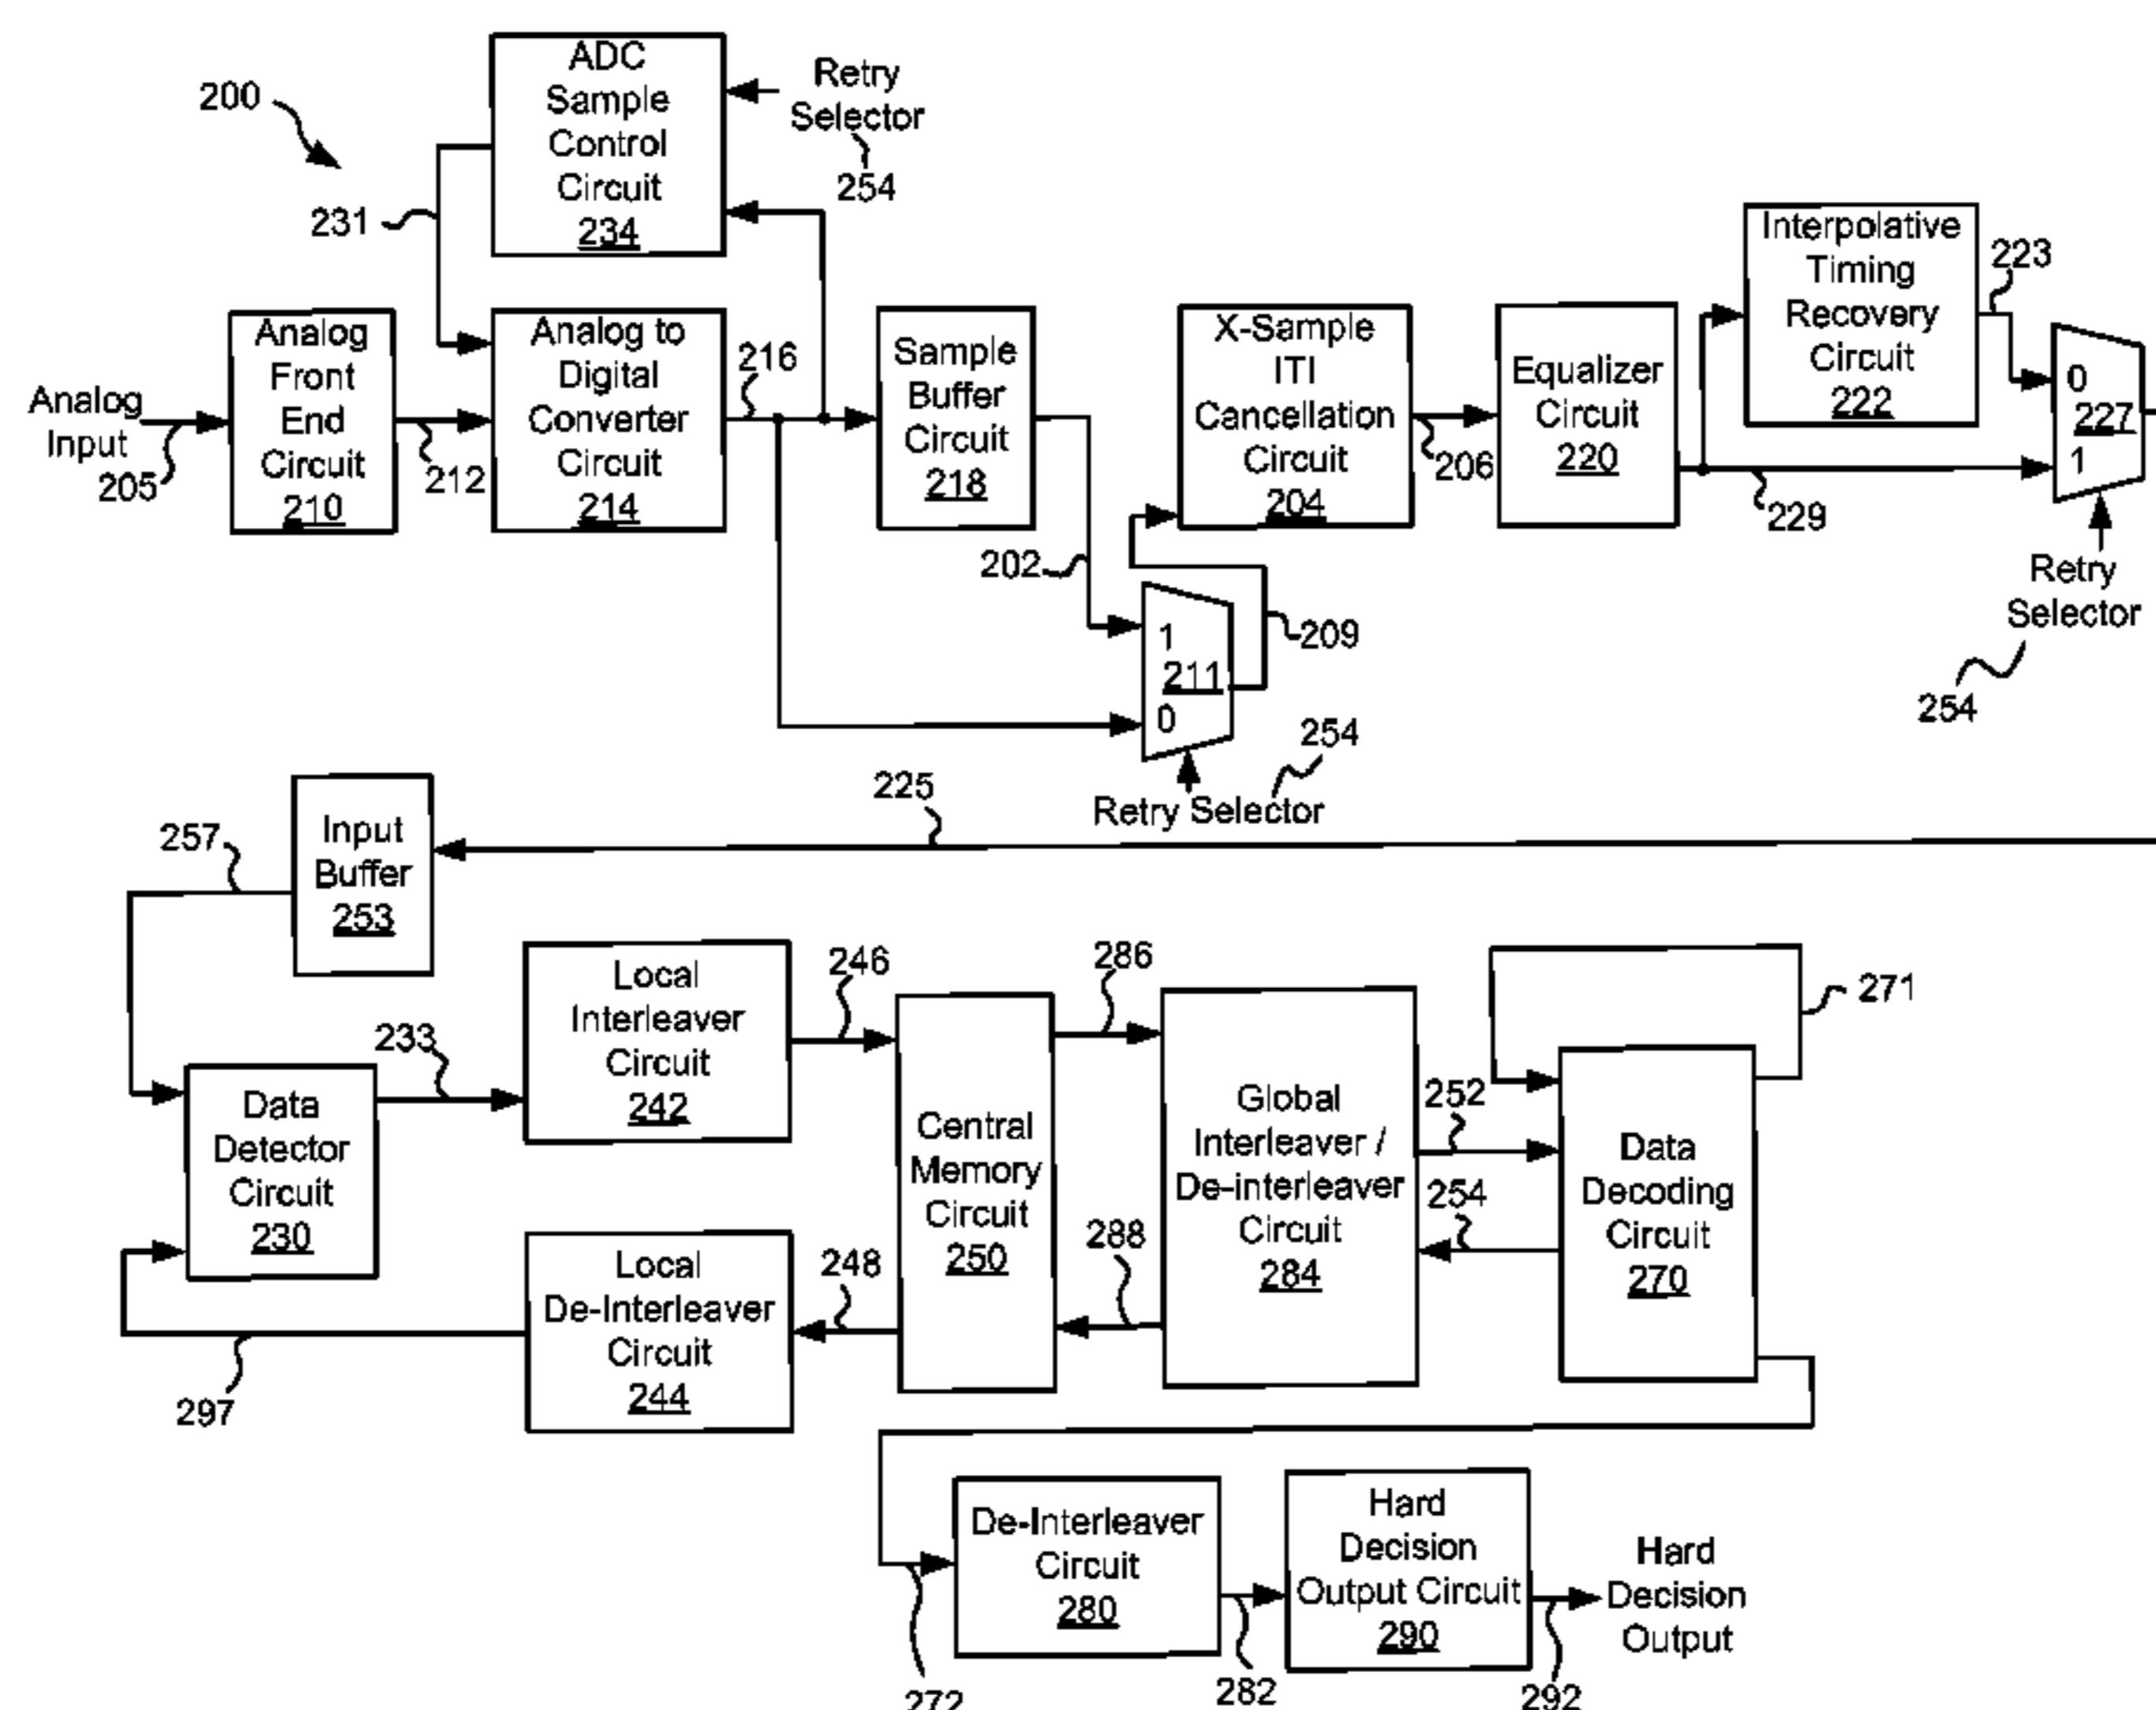 200
ADC
Sample
Control
Circuit
234
Retry
Selector
254
231
Analog
Input
205
Analog
Front
End
Circuit
210
212
Analog to
Digital
Converter
Circuit
214
216
Sample
Buffer
Circuit
218
202
X-Sample
ITI
Cancellation
Circuit
204
206
Equalizer
Circuit
220
229
Interpolative
Timing
Recovery
Circuit
222
223
0
227
1
Retry
Selector
254
1
211
0
209
254
Retry Selector
225
Input
Buffer
253
257
Data
Detector
Circuit
230
233
Local
Interleaver
Circuit
242
246
Central
Memory
Circuit
250
286
288
Global
Interleaver /
De-interleaver
Circuit
284
252
254
Data
Decoding
Circuit
270
271
Local
De-Interleaver
Circuit
244
248
297
De-Interleaver
Circuit
280
272
282
Hard
Decision
Output Circuit
290
292
Hard
Decision
Output